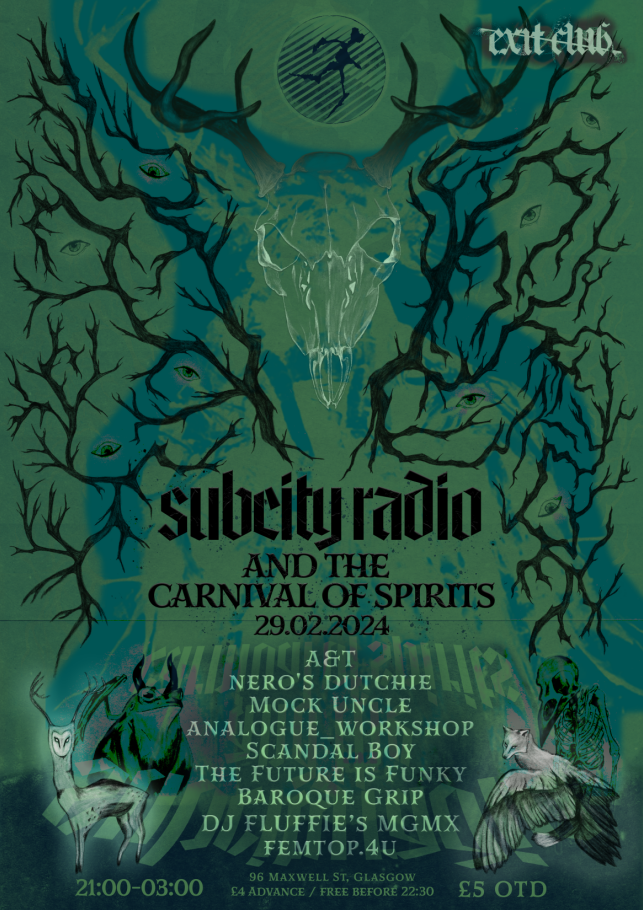 exit club.
subcity radio
AND THE
CARNIVAL OF SPIRITS
29.02.2024
A&T
NERO'S DUTCHIE
MOCK UNCLE
ANALOGUE_WORKSHOP
SCANDAL BOY
THE FUTURE IS FUNKY
BAROQUE GRIP
DJ FLUFFIE'S MGMX
FEMTOP.4U
21:00-03:00
96 MAXWELL ST, GLASGOW
£4 ADVANCE / FREE BEFORE 22:30
£5 OTD